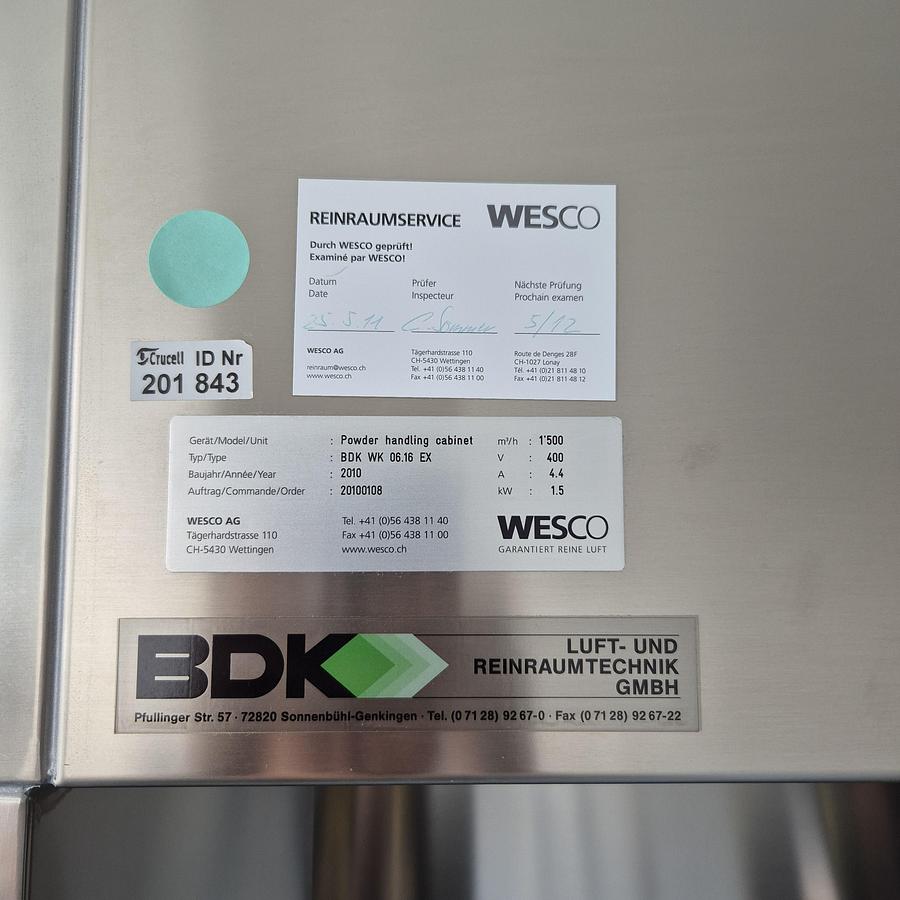 REINRAUMSERVICE WESCO
Durch WESCO geprüft!
Examiné par WESCO!
Datum Prüfer Nächste Prüfung
Date Inspecteur Prochain examen
25.5.11 C. Sommer 5/12
WESCO AG Tägerhardstrasse 110 Route de Denges 28F
CH-5430 Wettingen CH-1027 Lonay
reinraum@wesco.ch Tel. +41 (0)56 438 11 40 Tél. +41 (0)21 811 48 10
www.wesco.ch Fax +41 (0)56 438 11 00 Fax +41 (0)21 811 48 12
Crucell ID Nr
201 843
Gerät/Model/Unit : Powder handling cabinet m³/h : 1'500
Typ/Type : BDK WK 06.16 EX V : 400
Baujahr/Année/Year : 2010 A : 4.4
Auftrag/Commande/Order : 20100108 kW : 1.5
WESCO AG Tel. +41 (0)56 438 11 40 WESCO
Tägerhardstrasse 110 Fax +41 (0)56 438 11 00
CH-5430 Wettingen www.wesco.ch GARANTIERT REINE LUFT
BDK LUFT- UND
REINRAUMTECHNIK
GMBH
Pfullinger Str. 57 · 72820 Sonnenbühl-Genkingen · Tel. (0 71 28) 92 67-0 · Fax (0 71 28) 92 67-22